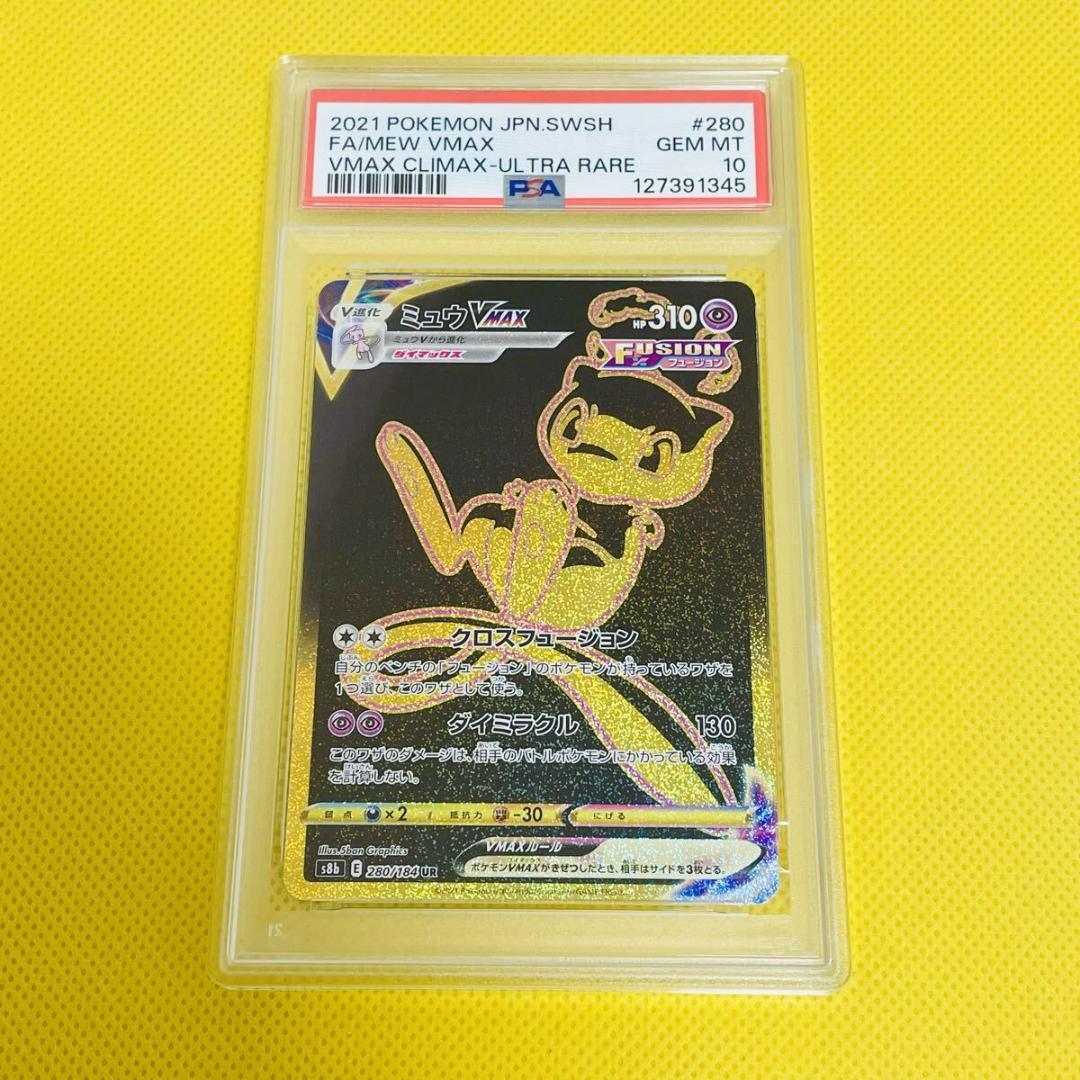 2021 POKEMON JPN.SWSH #280
FA/MEW VMAX GEM MT
VMAX CLIMAX-ULTRA RARE 10
PSA 127391345
V進化 ミュウVMAX HP310
ミュウVから進化
ダイマックス
FUSION
フュージョン
クロスフュージョン
自分のベンチの「フュージョン」のポケモンが持っているワザを
1つ選び、このワザとして使う。
ダイミラクル 130
このワザのダメージは、相手のバトルポケモンにかかっている効果
を計算しない。
弱点 ×2 抵抗力 -30 にげる
Illus.5ban Graphics
VMAXルール
s8b E 280/184 UR
ポケモンVMAXがきぜつしたとき、相手はサイドを3枚とる。